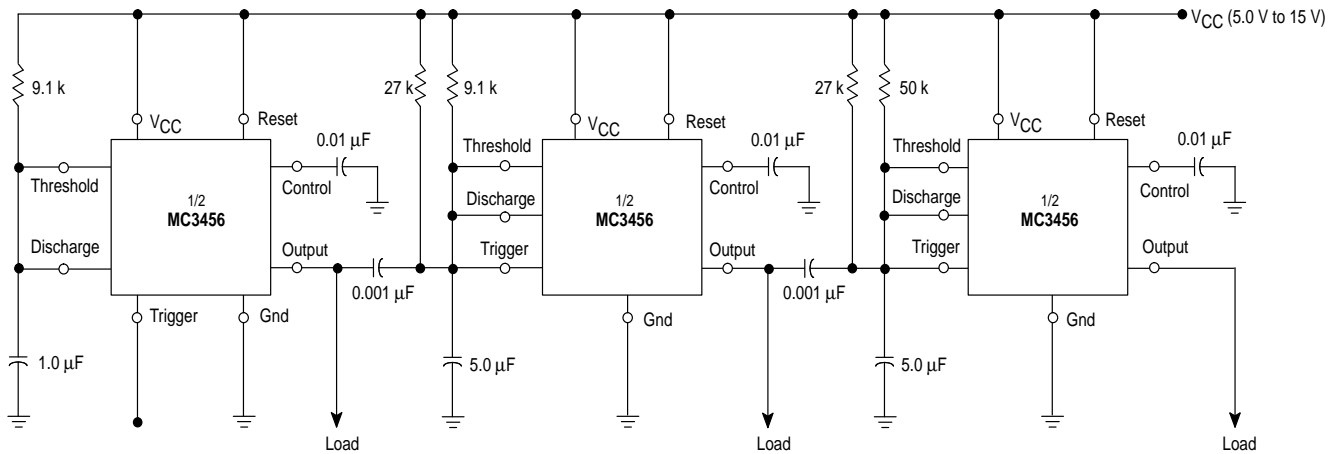 VCC (5.0 V to 15 V)
9.1 k
27 k
9.1 k
27 k
50 k
VCC
Reset
0.01 μF
Threshold
Control
1/2
MC3456
Discharge
Output
0.001 μF
Trigger
Gnd
1.0 μF
Load
VCC
Reset
0.01 μF
Threshold
Control
Discharge
1/2
MC3456
Trigger
Output
0.001 μF
Gnd
5.0 μF
Load
VCC
Reset
0.01 μF
Threshold
Control
Discharge
1/2
MC3456
Trigger
Output
Gnd
5.0 μF
Load